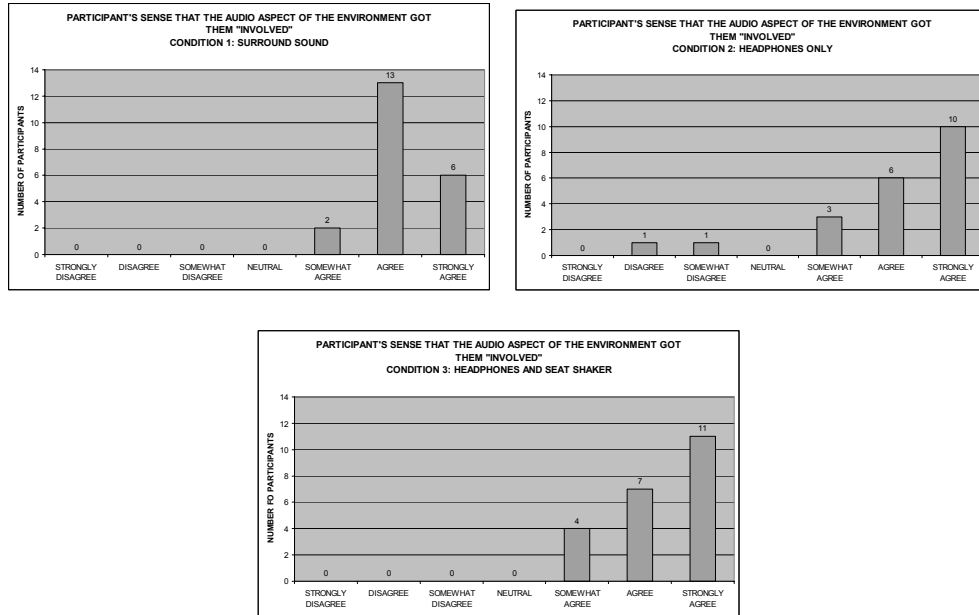 PARTICIPANT'S SENSE THAT THE AUDIO ASPECT OF THE ENVIRONMENT GOT
THEM "INVOLVED"
CONDITION 1: SURROUND SOUND
NUMBER OF PARTICIPANTS
14
12
10
8
6
4
2
0
0 0 0 0 2 13 6
STRONGLY DISAGREE SOMEWHAT NEUTRAL SOMEWHAT AGREE STRONGLY
DISAGREE DISAGREE AGREE AGREE
PARTICIPANT'S SENSE THAT THE AUDIO ASPECT OF THE ENVIRONMENT GOT
THEM "INVOLVED"
CONDITION 2: HEADPHONES ONLY
NUMBER OF PARTICIPANTS
14
12
10
8
6
4
2
0
0 1 1 0 3 6 10
STRONGLY DISAGREE SOMEWHAT NEUTRAL SOMEWHAT AGREE STRONGLY
DISAGREE DISAGREE AGREE AGREE
PARTICIPANT'S SENSE THAT THE AUDIO ASPECT OF THE ENVIRONMENT GOT
THEM "INVOLVED"
CONDITION 3: HEADPHONES AND SEAT SHAKER
NUMBER FO PARTICIPANTS
14
12
10
8
6
4
2
0
0 0 0 0 4 7 11
STRONGLY DISAGREE SOMEWHAT NEUTRAL SOMEWHAT AGREE STRONGLY
DISAGREE DISAGREE AGREE AGREE